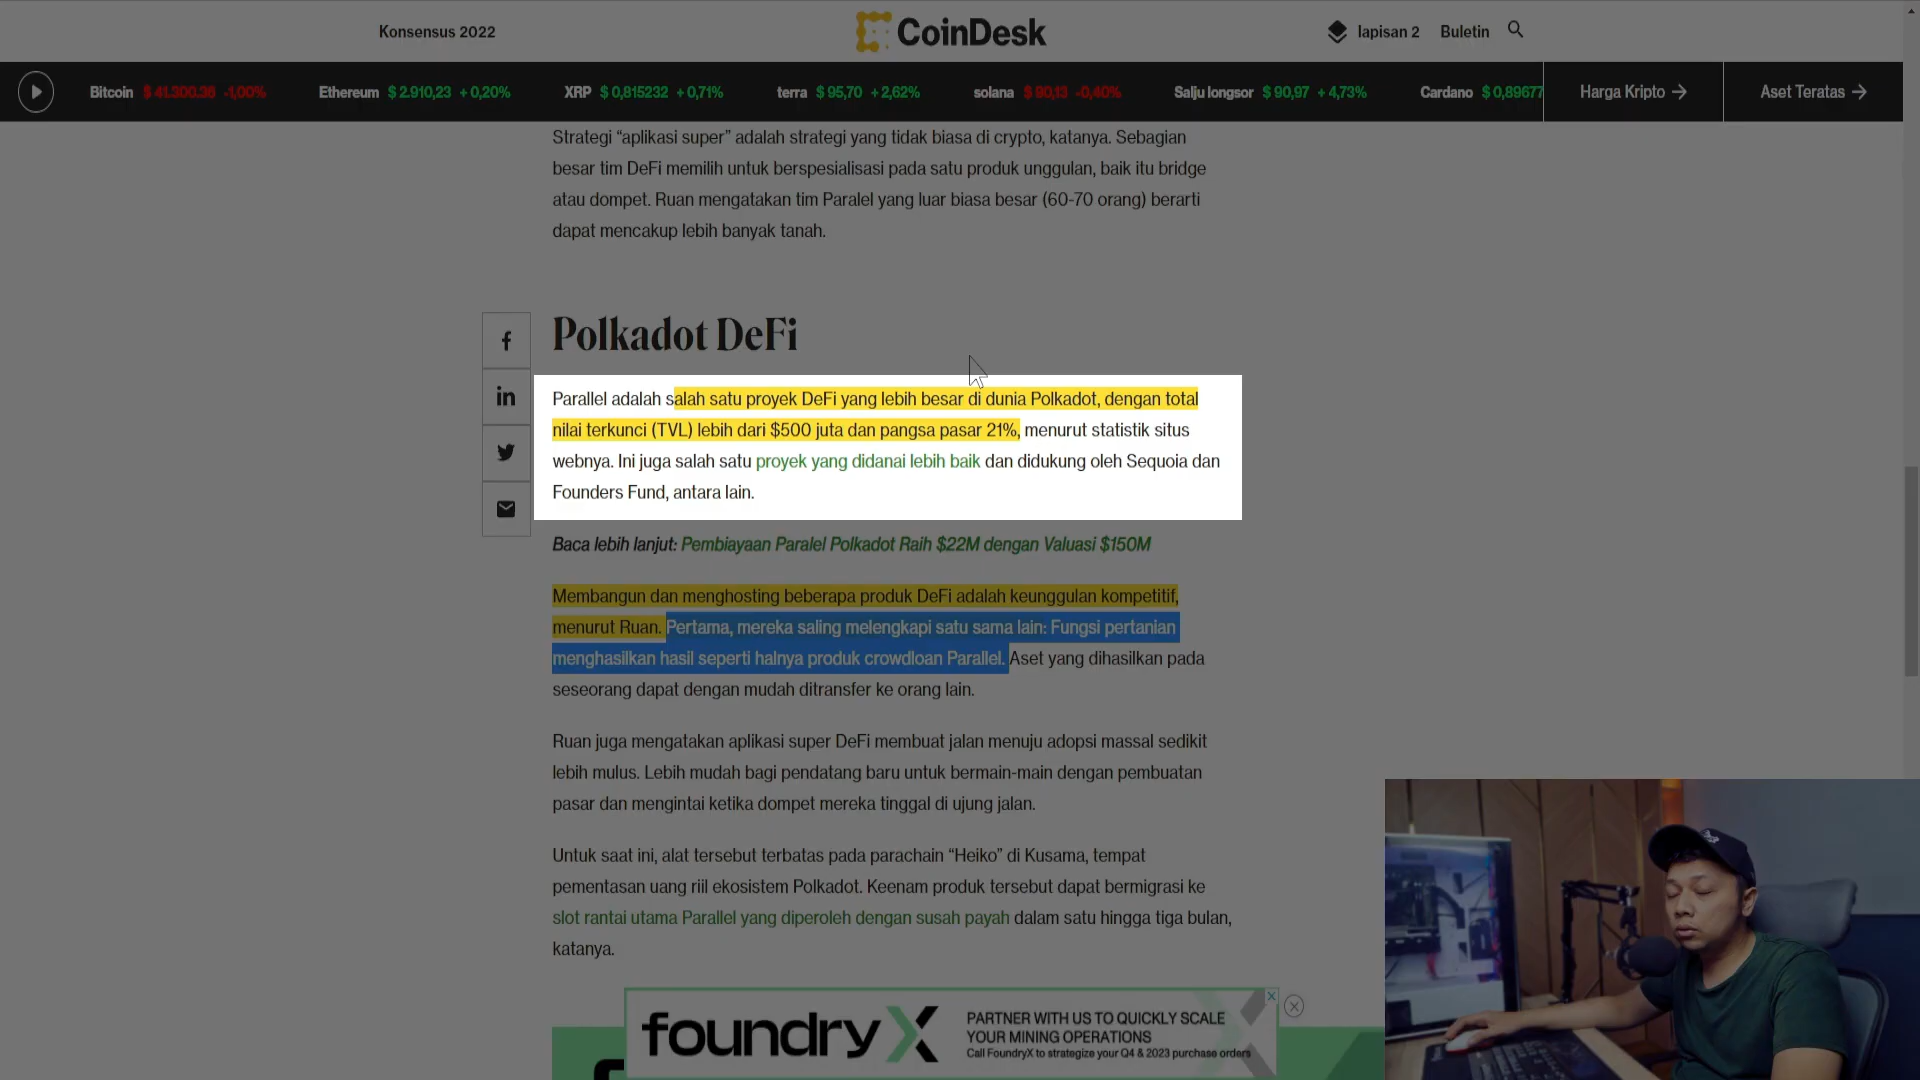 Konsensus 2022
CoinDesk
lapisan 2
Buletin
Bitcoin $ 41.300.36 -1,00%
Ethereum $ 2.910,23 + 0,20%
XRP $ 0,815232 + 0,71%
terra $ 95,70 + 2,62%
solana $ 90,13 -0,40%
Salju longsor $ 90,97 + 4,73%
Cardano $ 0,89677
Harga Kripto
Aset Teratas
Strategi “aplikasi super” adalah strategi yang tidak biasa di crypto, katanya. Sebagian
besar tim DeFi memilih untuk berspesialisasi pada satu produk unggulan, baik itu bridge
atau dompet. Ruan mengatakan tim Paralel yang luar biasa besar (60-70 orang) berarti
dapat mencakup lebih banyak tanah.
Polkadot DeFi
Parallel adalah salah satu proyek DeFi yang lebih besar di dunia Polkadot, dengan total
nilai terkunci (TVL) lebih dari $500 juta dan pangsa pasar 21%, menurut statistik situs
webnya. Ini juga salah satu proyek yang didanai lebih baik dan didukung oleh Sequoia dan
Founders Fund, antara lain.
Baca lebih lanjut: Pembiayaan Paralel Polkadot Raih $22M dengan Valuasi $150M
Membangun dan menghosting beberapa produk DeFi adalah keunggulan kompetitif,
menurut Ruan. Pertama, mereka saling melengkapi satu sama lain: Fungsi pertanian
menghasilkan hasil seperti halnya produk crowdloan Parallel. Aset yang dihasilkan pada
seseorang dapat dengan mudah ditransfer ke orang lain.
Ruan juga mengatakan aplikasi super DeFi membuat jalan menuju adopsi massal sedikit
lebih mulus. Lebih mudah bagi pendatang baru untuk bermain-main dengan pembuatan
pasar dan mengintai ketika dompet mereka tinggal di ujung jalan.
Untuk saat ini, alat tersebut terbatas pada parachain “Heiko” di Kusama, tempat
pementasan uang riil ekosistem Polkadot. Keenam produk tersebut dapat bermigrasi ke
slot rantai utama Parallel yang diperoleh dengan susah payah dalam satu hingga tiga bulan,
katanya.
foundryX
PARTNER WITH US TO QUICKLY SCALE
YOUR MINING OPERATIONS
Call FoundryX to strategize your Q4 & 2023 purchase orders